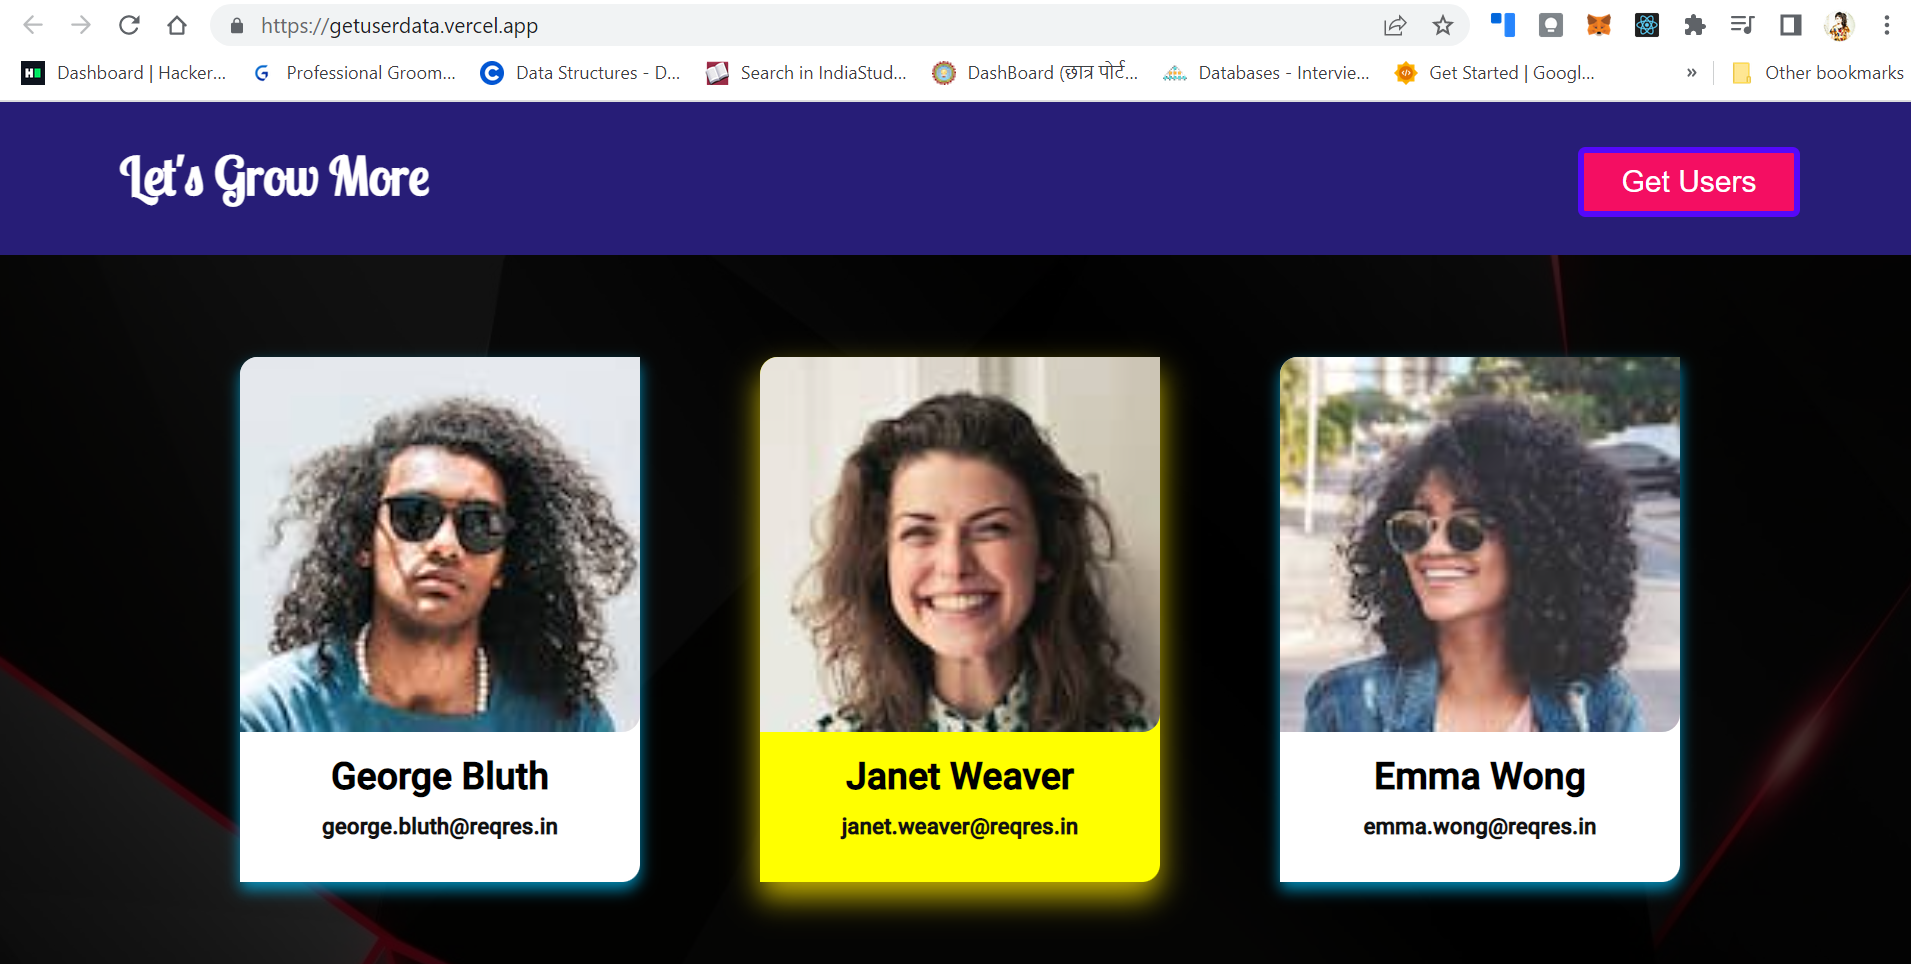 https://getuserdata.vercel.app
Dashboard | Hacker...
Professional Groom...
Data Structures - D...
Search in IndiaStud...
DashBoard (छात्र पोर्ट...
Databases - Intervie...
Get Started | Googl...
»
Other bookmarks
Let's Grow More
Get Users
George Bluth
george.bluth@reqres.in
Janet Weaver
janet.weaver@reqres.in
Emma Wong
emma.wong@reqres.in